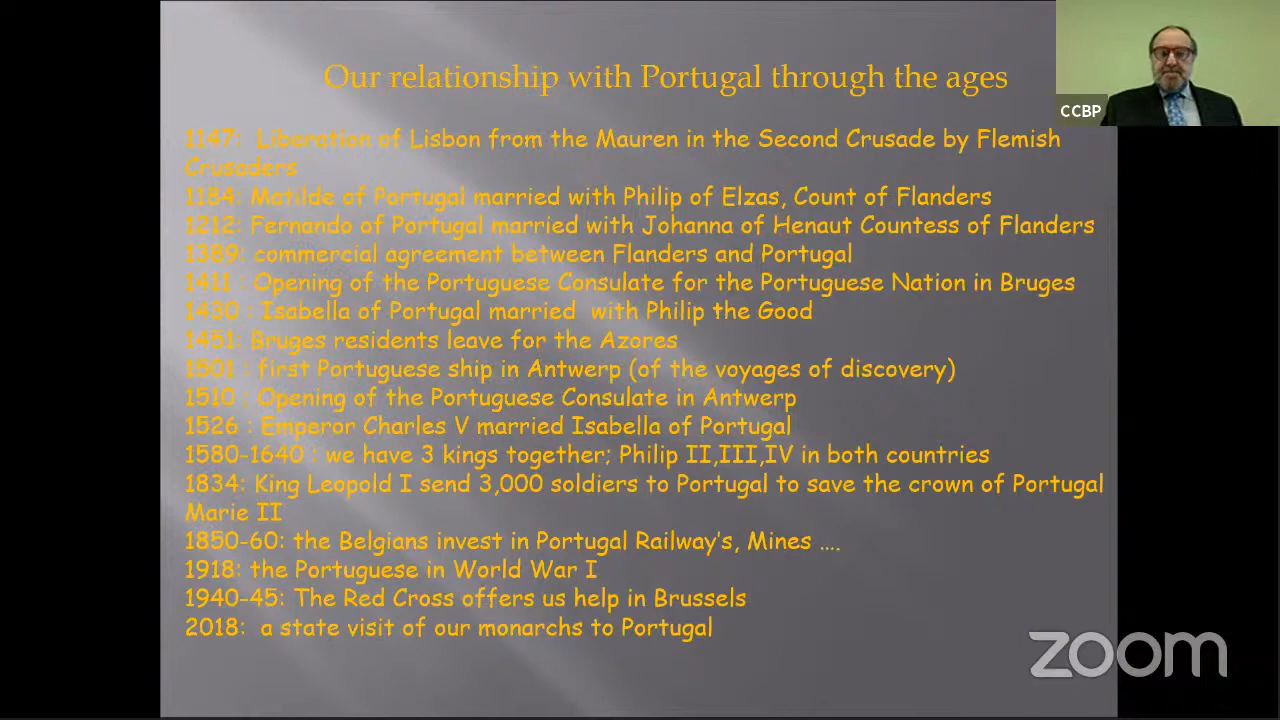 Our relationship with Portugal through the ages
CCBP
1147: Liberation of Lisbon from the Mauren in the Second Crusade by Flemish
Crusaders
1184: Matilde of Portugal married with Philip of Elzas, Count of Flanders
1212: Fernando of Portugal married with Johanna of Henaut Countess of Flanders
1389: commercial agreement between Flanders and Portugal
1411 : Opening of the Portuguese Consulate for the Portuguese Nation in Bruges
1430 : Isabella of Portugal married with Philip the Good
1451: Bruges residents leave for the Azores
1501 : first Portuguese ship in Antwerp (of the voyages of discovery)
1510 : Opening of the Portuguese Consulate in Antwerp
1526 : Emperor Charles V married Isabella of Portugal
1580-1640 : we have 3 kings together; Philip II,III,IV in both countries
1834: King Leopold I send 3,000 soldiers to Portugal to save the crown of Portugal
Marie II
1850-60: the Belgians invest in Portugal Railway's, Mines ….
1918: the Portuguese in World War I
1940-45: The Red Cross offers us help in Brussels
2018: a state visit of our monarchs to Portugal
zoom